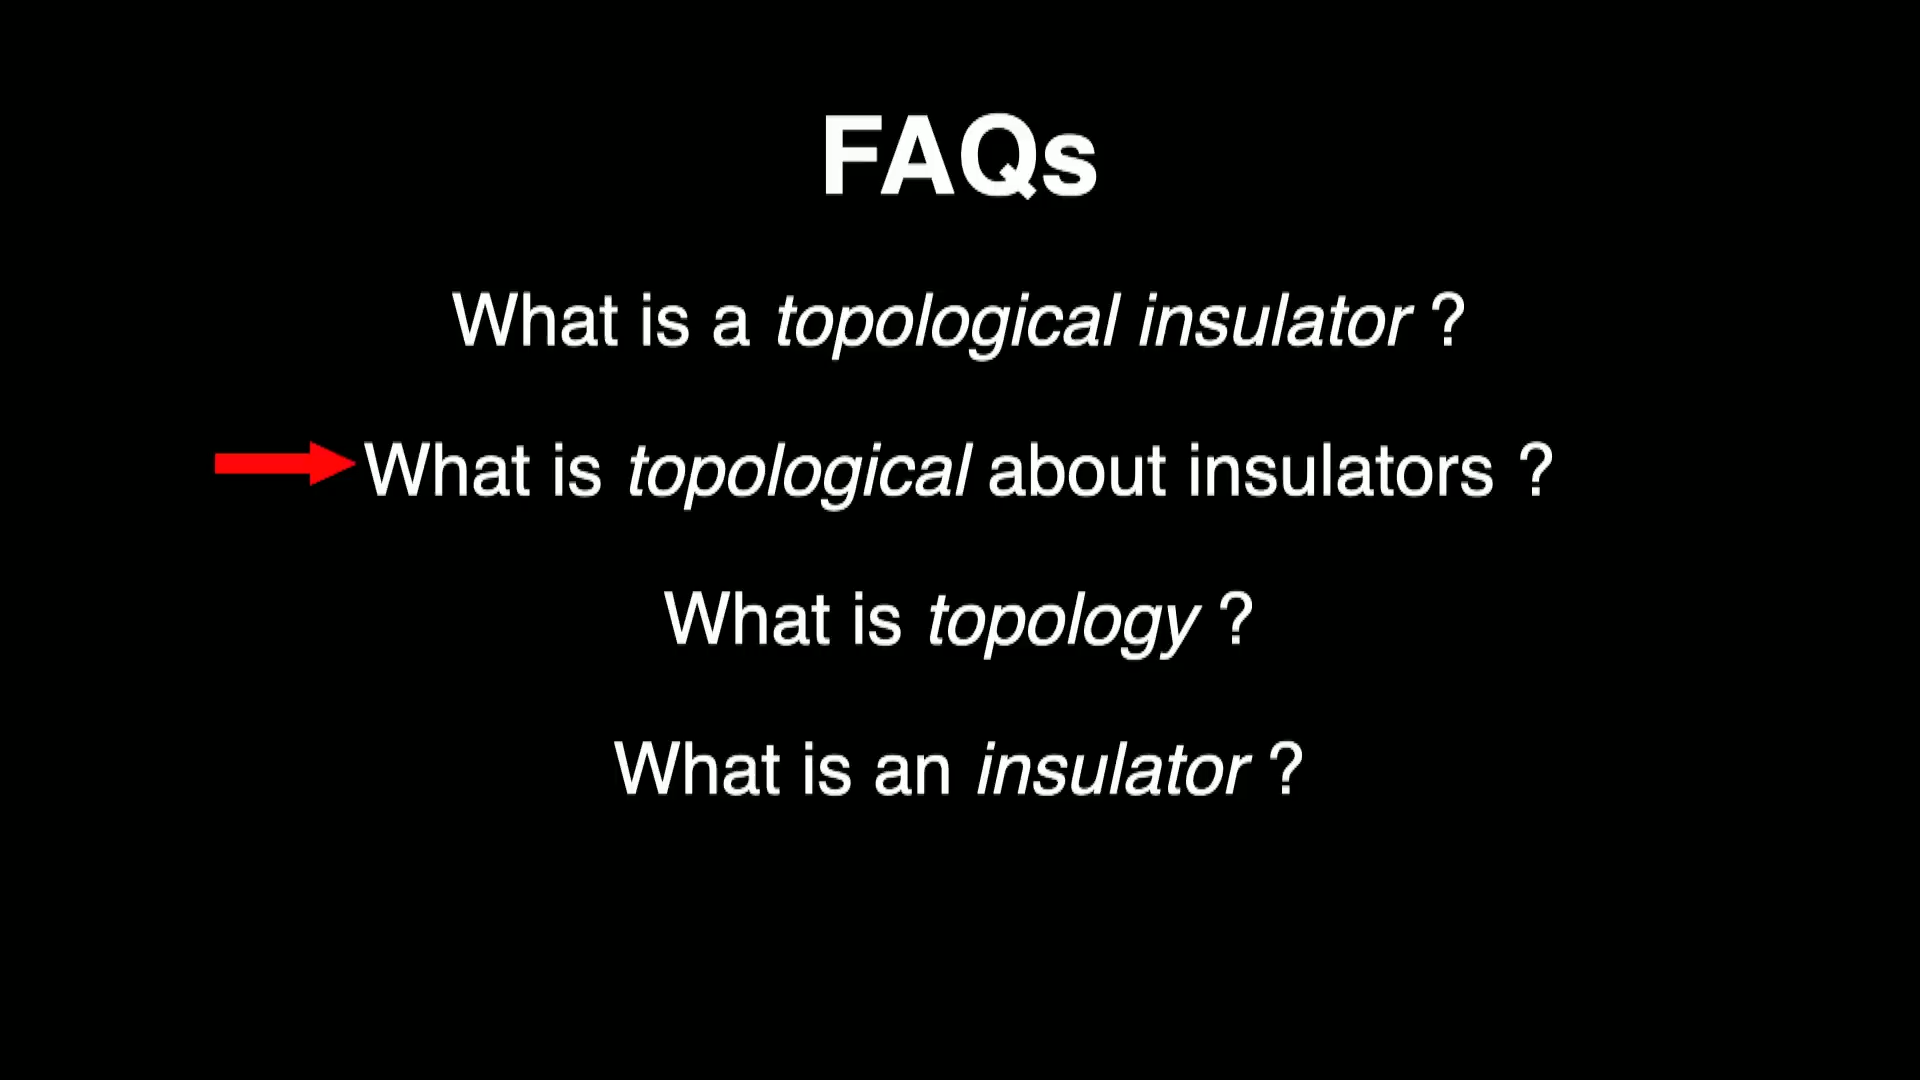 FAQs
What is a topological insulator ?
What is topological about insulators ?
What is topology ?
What is an insulator ?